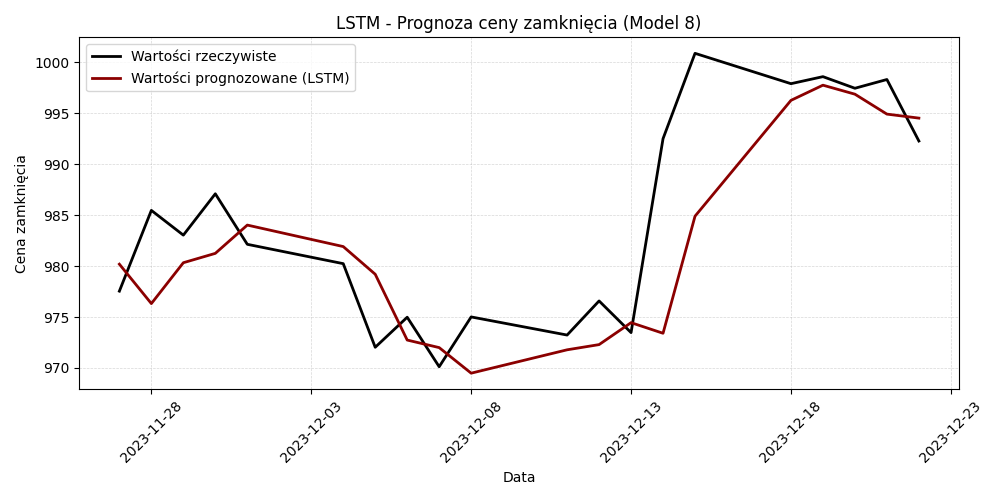 LSTM - Prognoza ceny zamknięcia (Model 8)
Wartości rzeczywiste
Wartości prognozowane (LSTM)
Cena zamknięcia
1000
995
990
985
980
975
970
2023-11-28
2023-12-03
2023-12-08
2023-12-13
2023-12-18
2023-12-23
Data